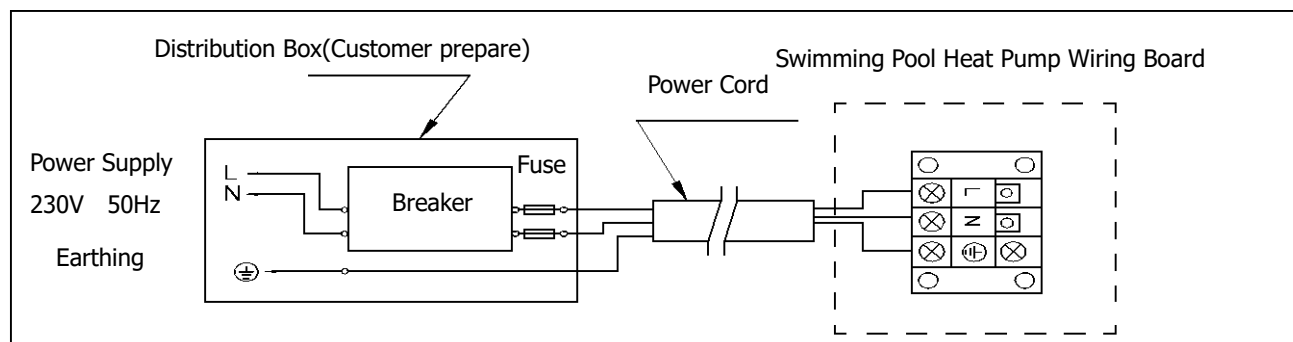 Distribution Box(Customer prepare)
Swimming Pool Heat Pump Wiring Board
Power Cord
Power Supply
230V 50Hz
Earthing
L
N
Breaker
Fuse
L
N